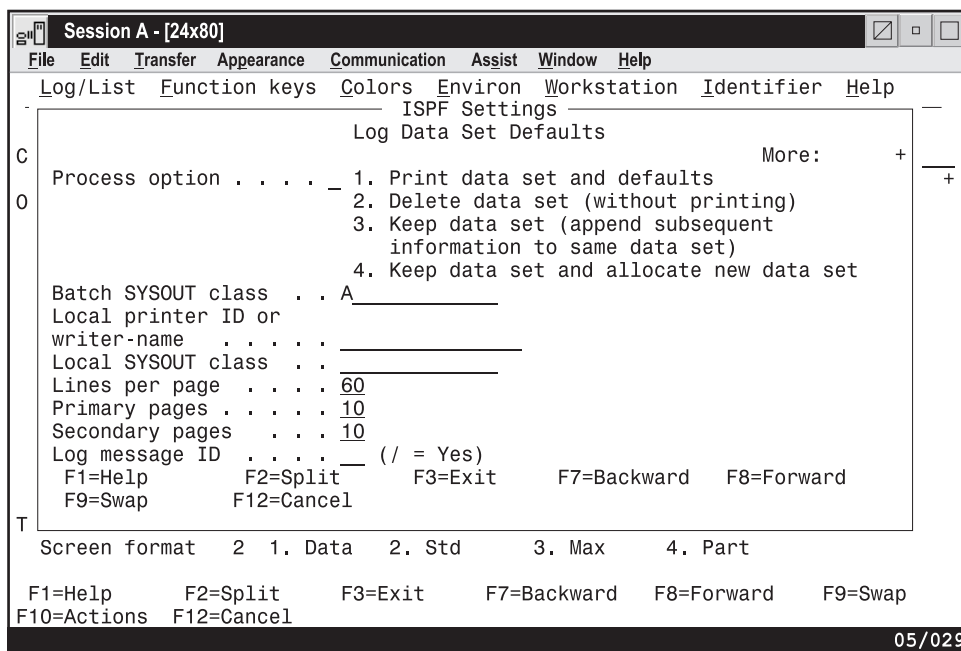 Session A - [24x80]
File Edit Transfer Appearance Communication Assist Window Help
Log/List Function keys Colors Environ Workstation Identifier Help
ISPF Settings
Log Data Set Defaults
C More: +
Process option . . . . _ 1. Print data set and defaults +
O 2. Delete data set (without printing)
3. Keep data set (append subsequent
information to same data set)
4. Keep data set and allocate new data set
Batch SYSOUT class . . A
Local printer ID or
writer-name . . . . .
Local SYSOUT class . .
Lines per page . . . . 60
Primary pages . . . . . 10
Secondary pages . . . 10
Log message ID . . . . __ (/ = Yes)
F1=Help F2=Split F3=Exit F7=Backward F8=Forward
F9=Swap F12=Cancel
T
Screen format 2 1. Data 2. Std 3. Max 4. Part
F1=Help F2=Split F3=Exit F7=Backward F8=Forward F9=Swap
F10=Actions F12=Cancel
05/029